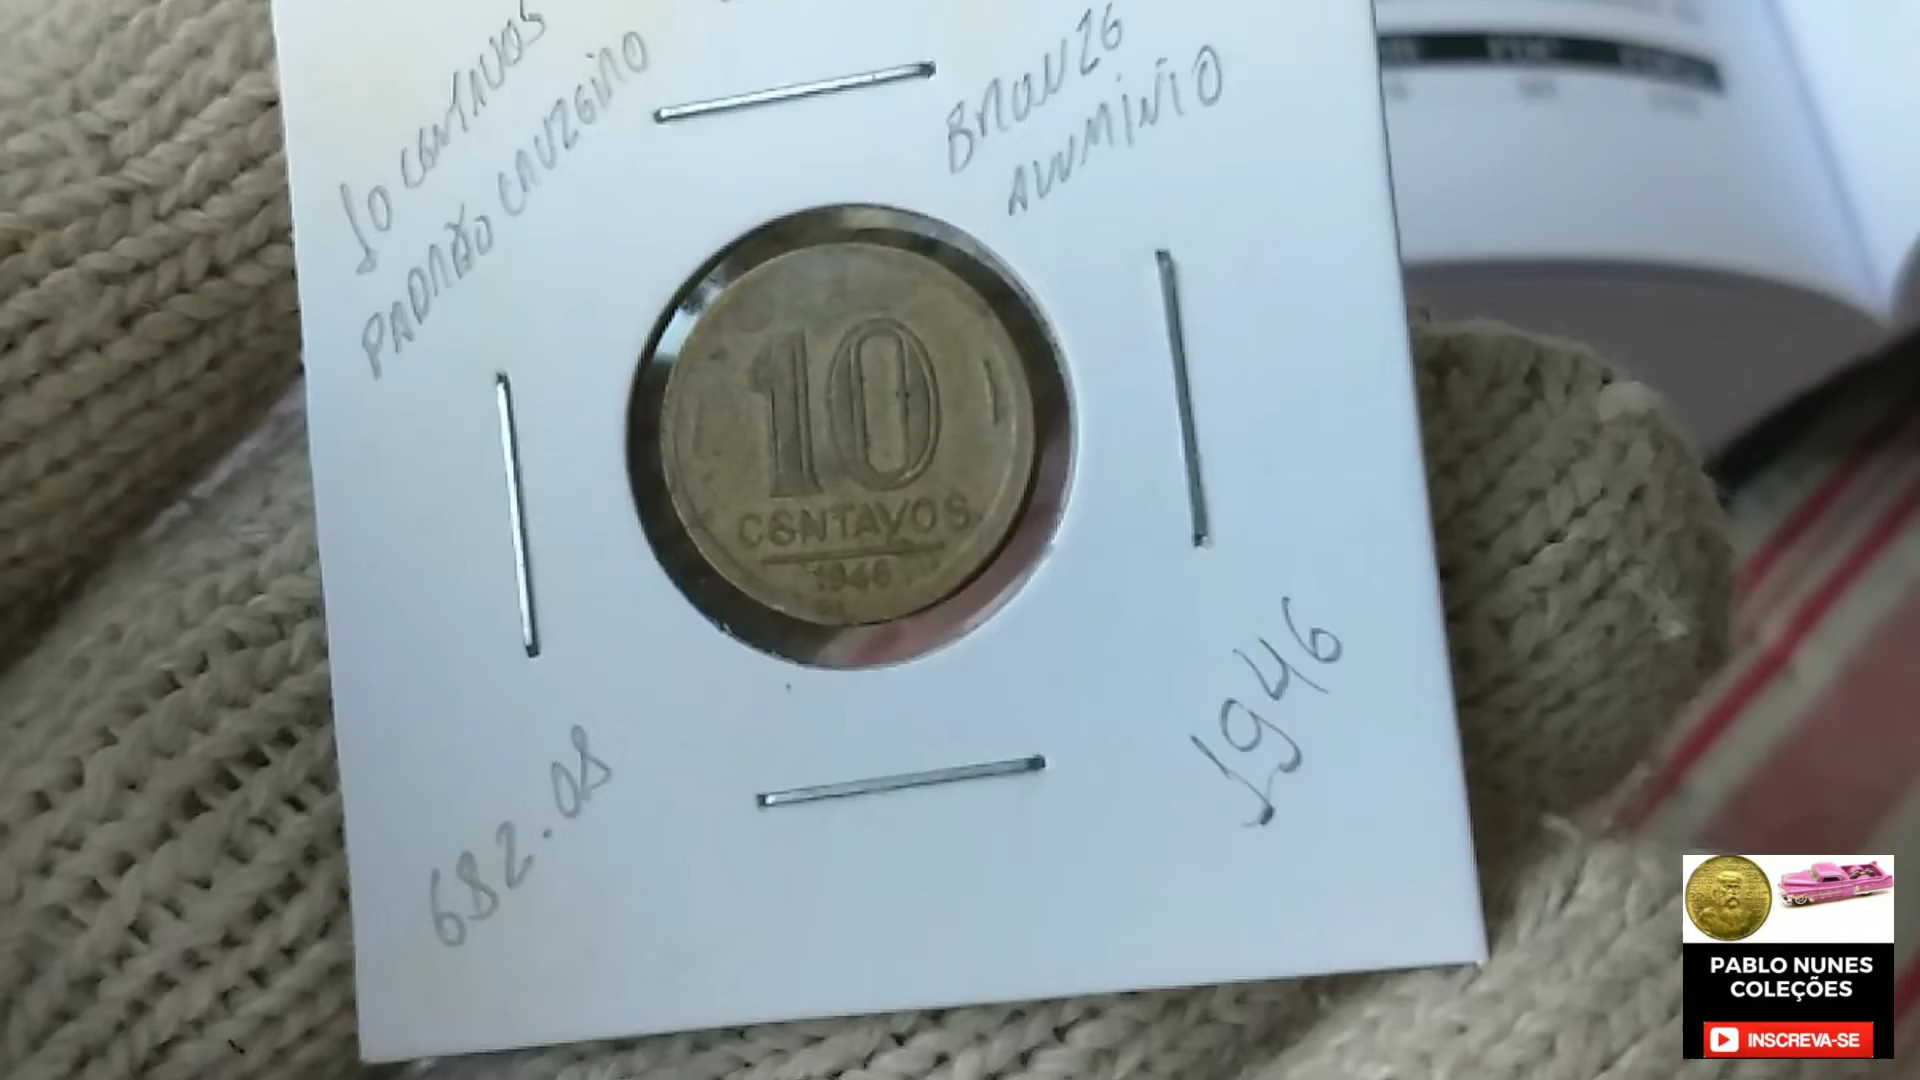 10 CENTAVOS
PADRÃO CRUZEIRO
BRONZE
ALUMÍNIO
10
CENTAVOS
1946
682.08
1946
PABLO NUNES
COLEÇÕES
INSCREVA-SE